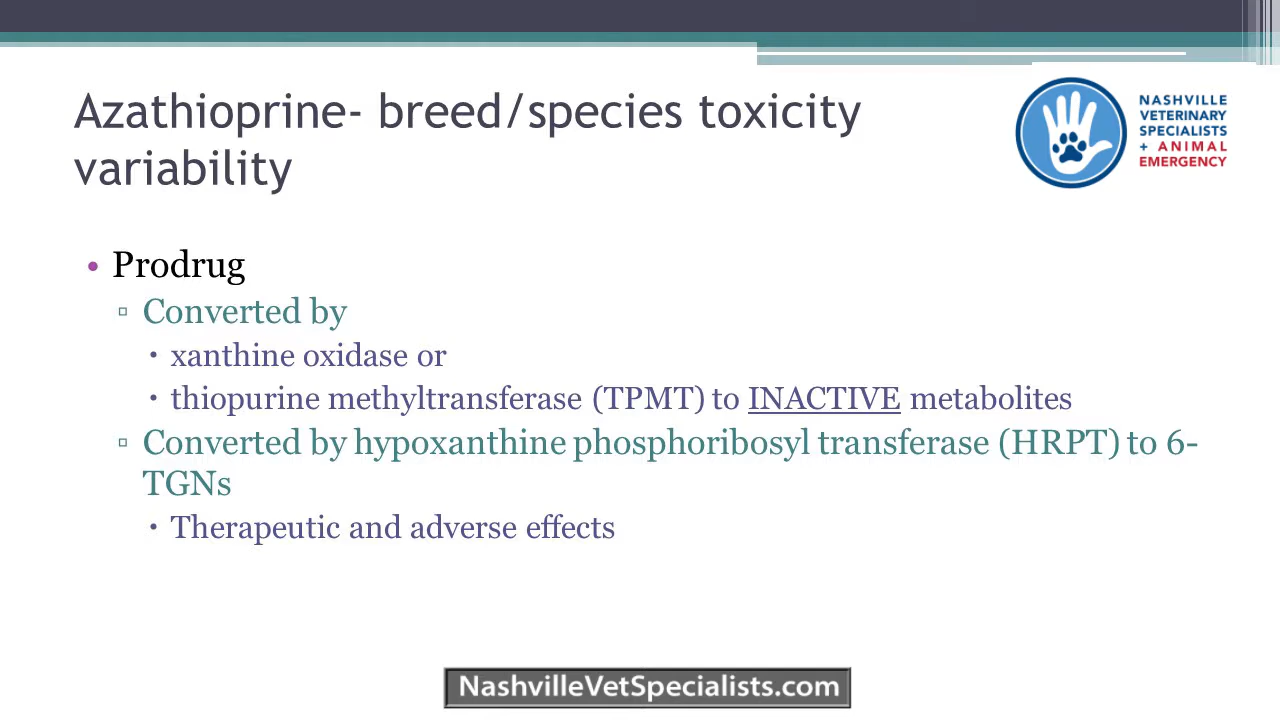 Azathioprine- breed/species toxicity
variability
NASHVILLE
VETERINARY
SPECIALISTS
+ ANIMAL
EMERGENCY
• Prodrug
▫ Converted by
▪ xanthine oxidase or
▪ thiopurine methyltransferase (TPMT) to INACTIVE metabolites
▫ Converted by hypoxanthine phosphoribosyl transferase (HRPT) to 6-
TGNs
▪ Therapeutic and adverse effects
NashvilleVetSpecialists.com